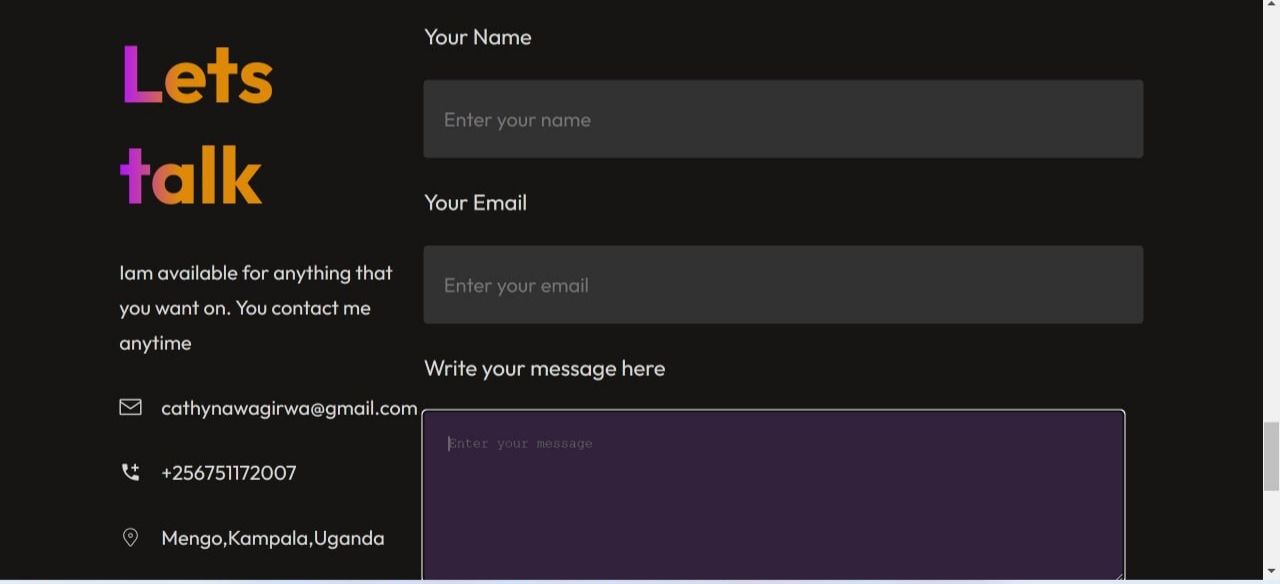 Lets
talk
Iam available for anything that
you want on. You contact me
anytime
cathynawagirwa@gmail.com
+256751172007
Mengo,Kampala,Uganda
Your Name
Enter your name
Your Email
Enter your email
Write your message here
Enter your message